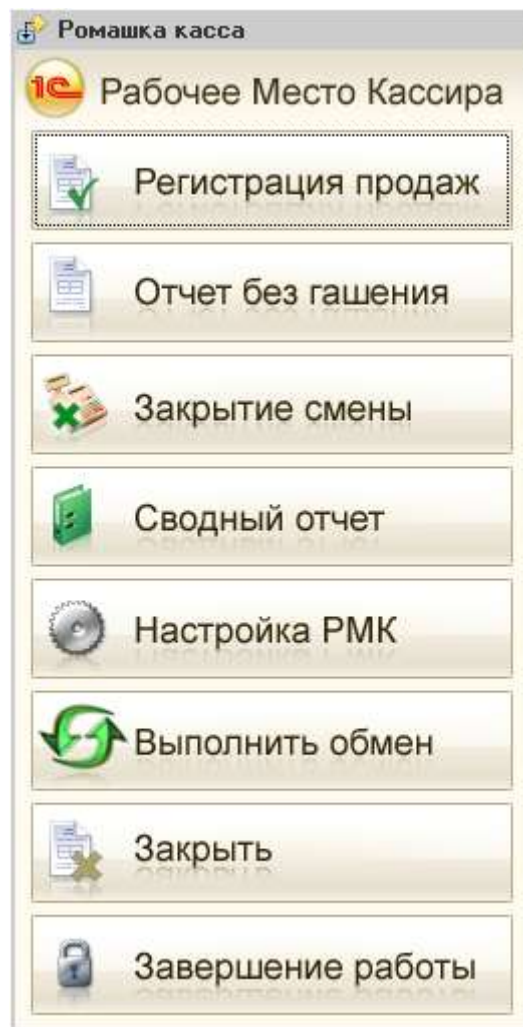 Ромашка касса
1С Рабочее Место Кассира
Регистрация продаж
Отчет без гашения
Закрытие смены
Сводный отчет
Настройка РМК
Выполнить обмен
Закрыть
Завершение работы